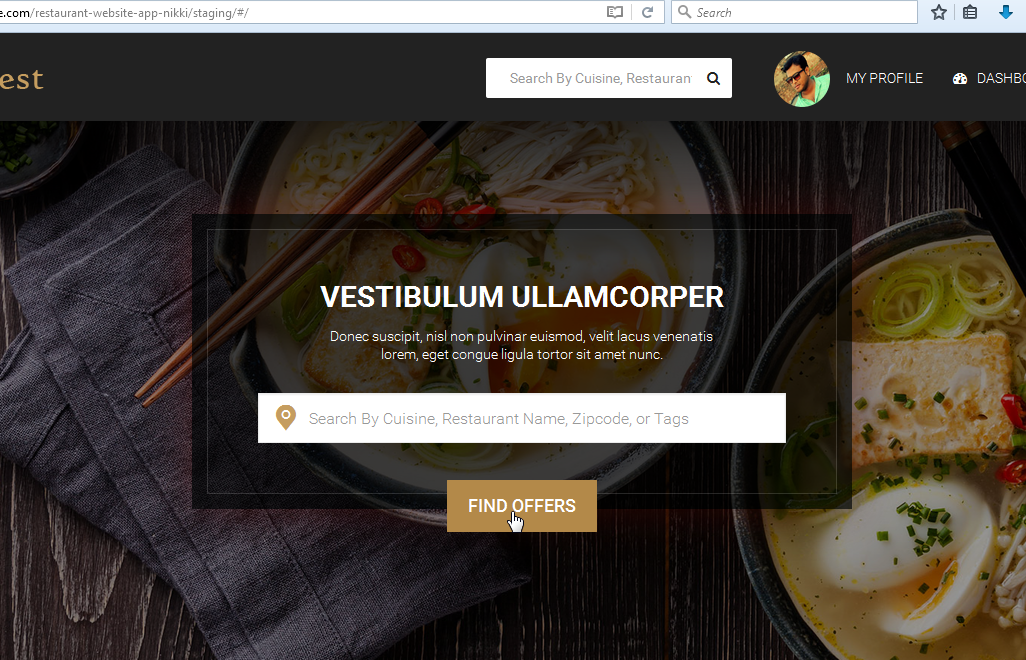 e.com/restaurant-website-app-nikki/staging/#/
Search
est
Search By Cuisine, Restauran
MY PROFILE
DASHBO
VESTIBULUM ULLAMCORPER
Donec suscipit, nisl non pulvinar euismod, velit lacus venenatis
lorem, eget congue ligula tortor sit amet nunc.
Search By Cuisine, Restaurant Name, Zipcode, or Tags
FIND OFFERS